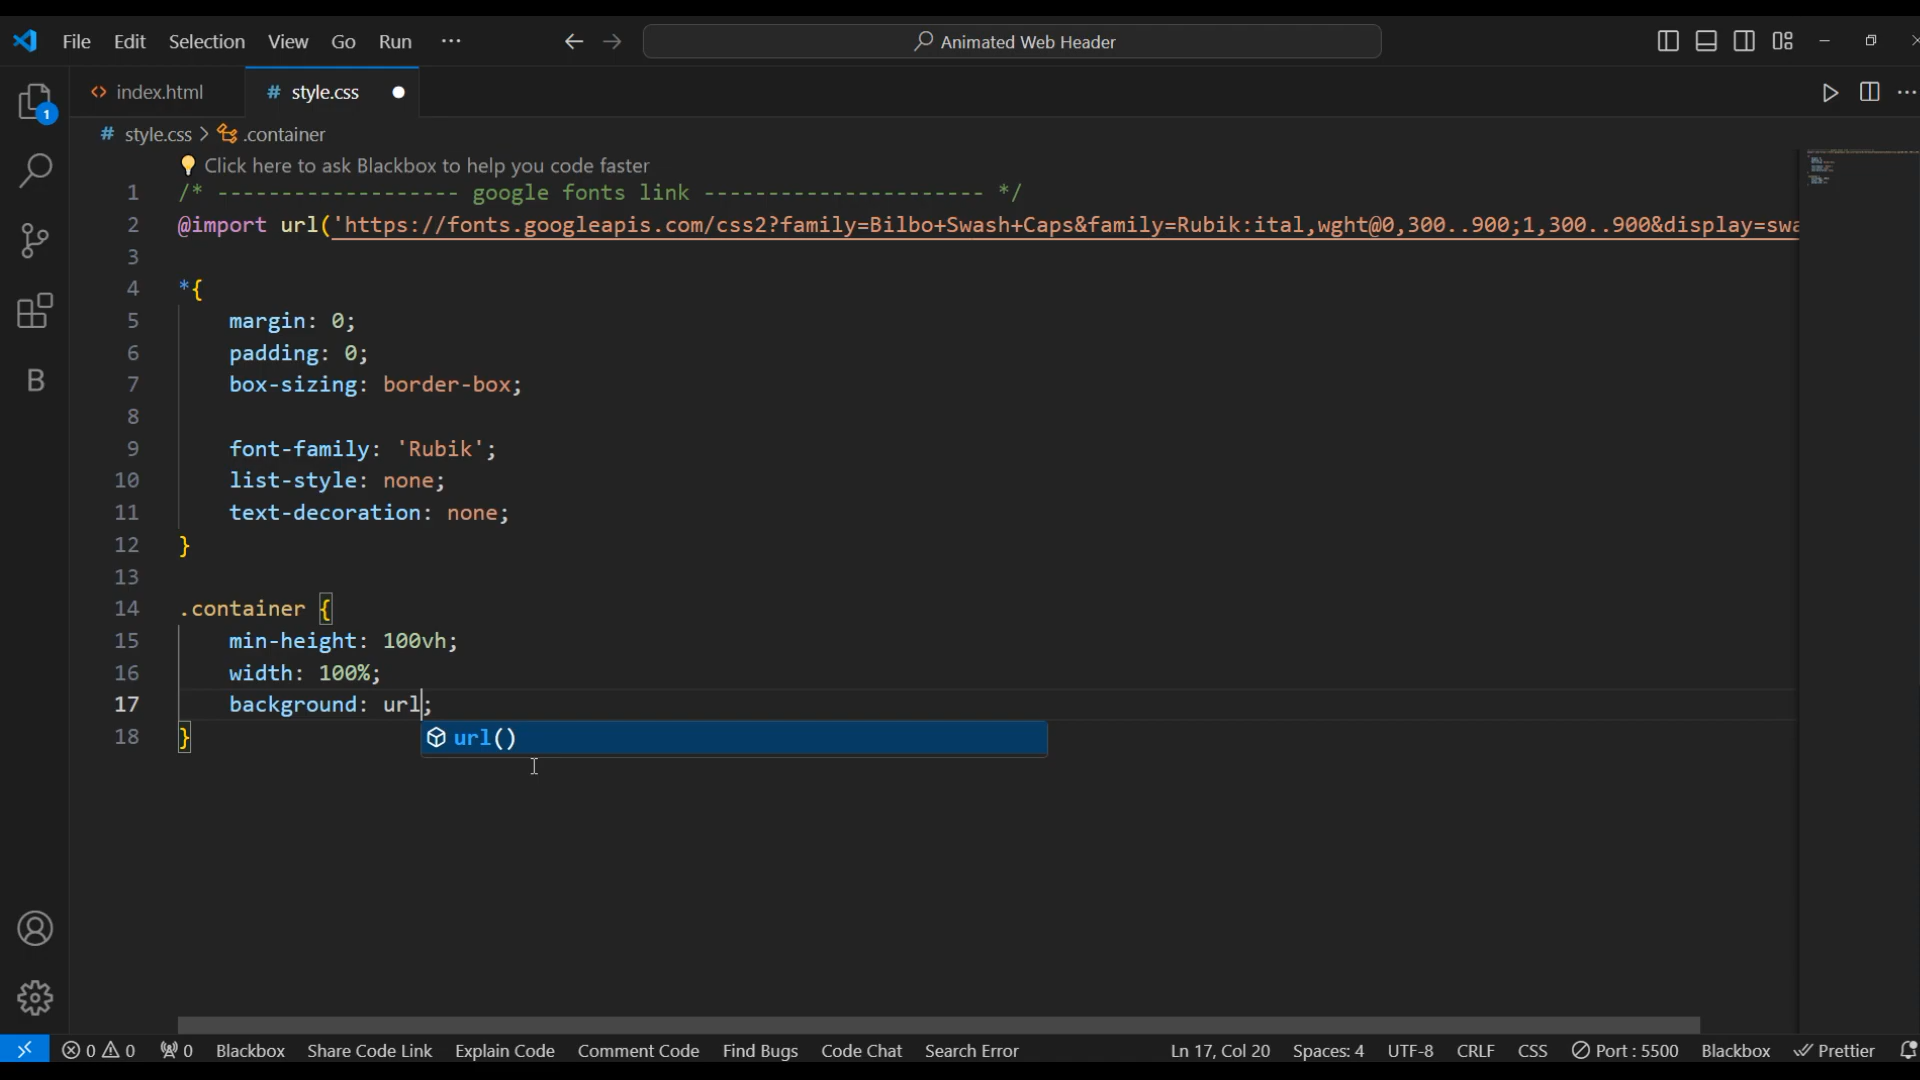 File Edit Selection View Go Run ··· ← → Animated Web Header
index.html style.css
style.css > .container
Click here to ask Blackbox to help you code faster
1 /* ------------------- google fonts link ---------------------- */
2 @import url('https://fonts.googleapis.com/css2?family=Bilbo+Swash+Caps&family=Rubik:ital,wght@0,300..900;1,300..900&display=swa
3
4 *{
5 margin: 0;
6 padding: 0;
7 box-sizing: border-box;
8
9 font-family: 'Rubik';
10 list-style: none;
11 text-decoration: none;
12 }
13
14 .container {
15 min-height: 100vh;
16 width: 100%;
17 background: url;
18 }
url()
1
B
0 0 0 Blackbox Share Code Link Explain Code Comment Code Find Bugs Code Chat Search Error Ln 17, Col 20 Spaces: 4 UTF-8 CRLF CSS Port : 5500 Blackbox Prettier